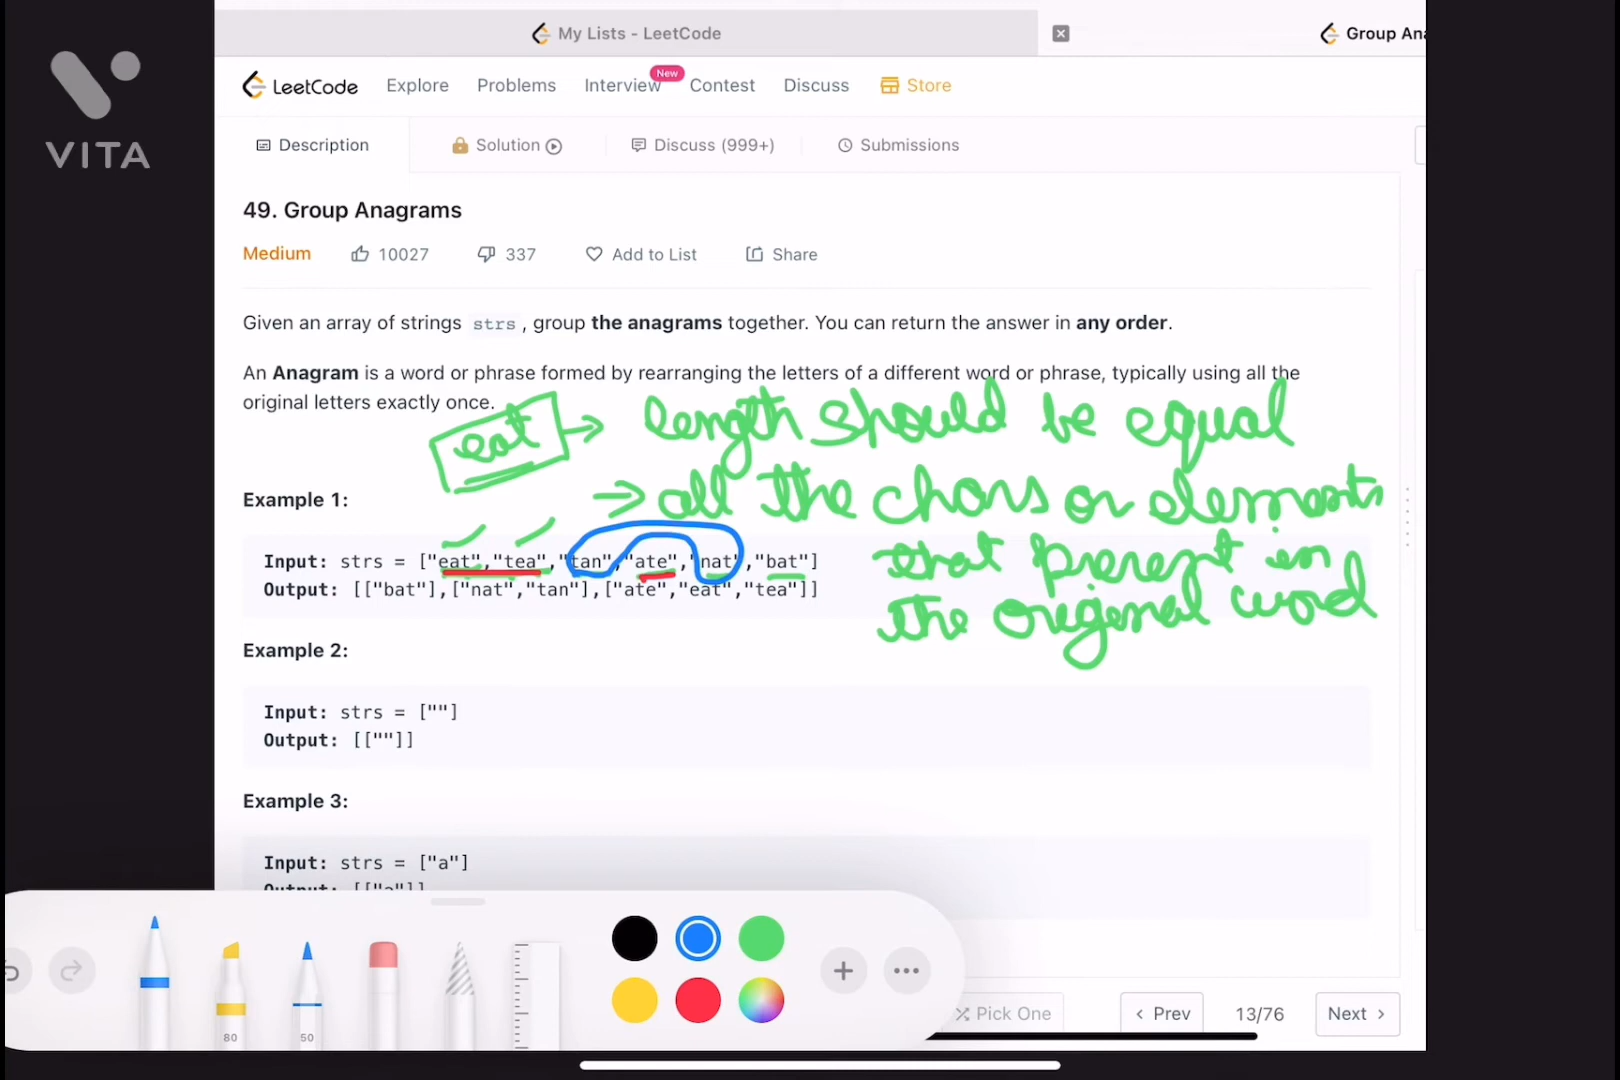 My Lists - LeetCode
Group Ana
VITA
LeetCode Explore Problems Interview New Contest Discuss Store
Description Solution Discuss (999+) Submissions
49. Group Anagrams
Medium 10027 337 Add to List Share
Given an array of strings strs, group the anagrams together. You can return the answer in any order.
An Anagram is a word or phrase formed by rearranging the letters of a different word or phrase, typically using all the
original letters exactly once.
eat → length should be equal
→ all the chars or elements
that present in
the original word
Example 1:
Input: strs = ["eat","tea","tan","ate","nat","bat"]
Output: [["bat"],["nat","tan"],["ate","eat","tea"]]
Example 2:
Input: strs = [""]
Output: [[""]]
Example 3:
Input: strs = ["a"]
Output: [["a"]]
80
50
Pick One
< Prev 13/76 Next >